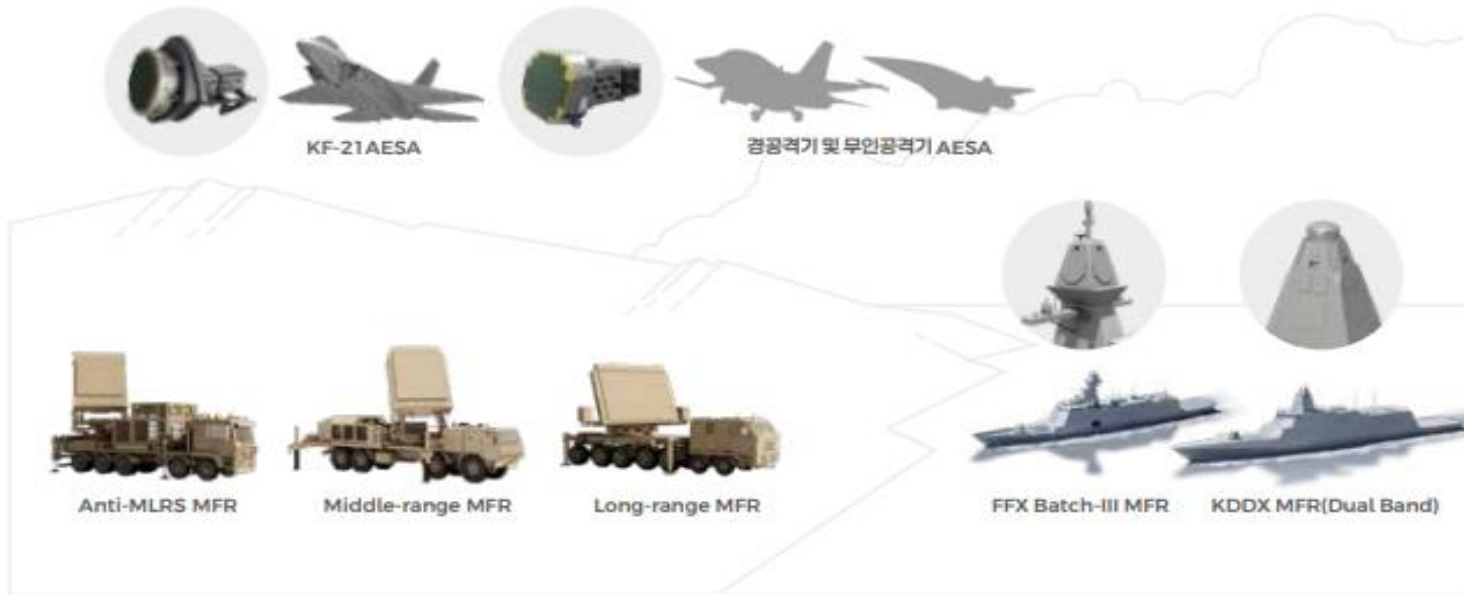 KF-21AESA
경공격기 및 무인공격기 AESA
Anti-MLRS MFR
Middle-range MFR
Long-range MFR
FFX Batch-III MFR
KDDX MFR(Dual Band)